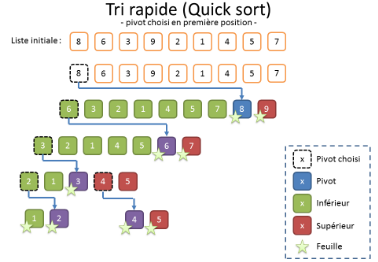 Tri rapide (Quick sort)
- pivot choisi en première position -
Liste initiale : 8 6 3 9 2 1 4 5 7
8 6 3 9 2 1 4 5 7
6 3 2 1 4 5 7 8 9
3 2 1 4 5 6 7
2 1 3 4 5
1 2 4 5
x Pivot choisi
x Pivot
x Inférieur
x Supérieur
Feuille